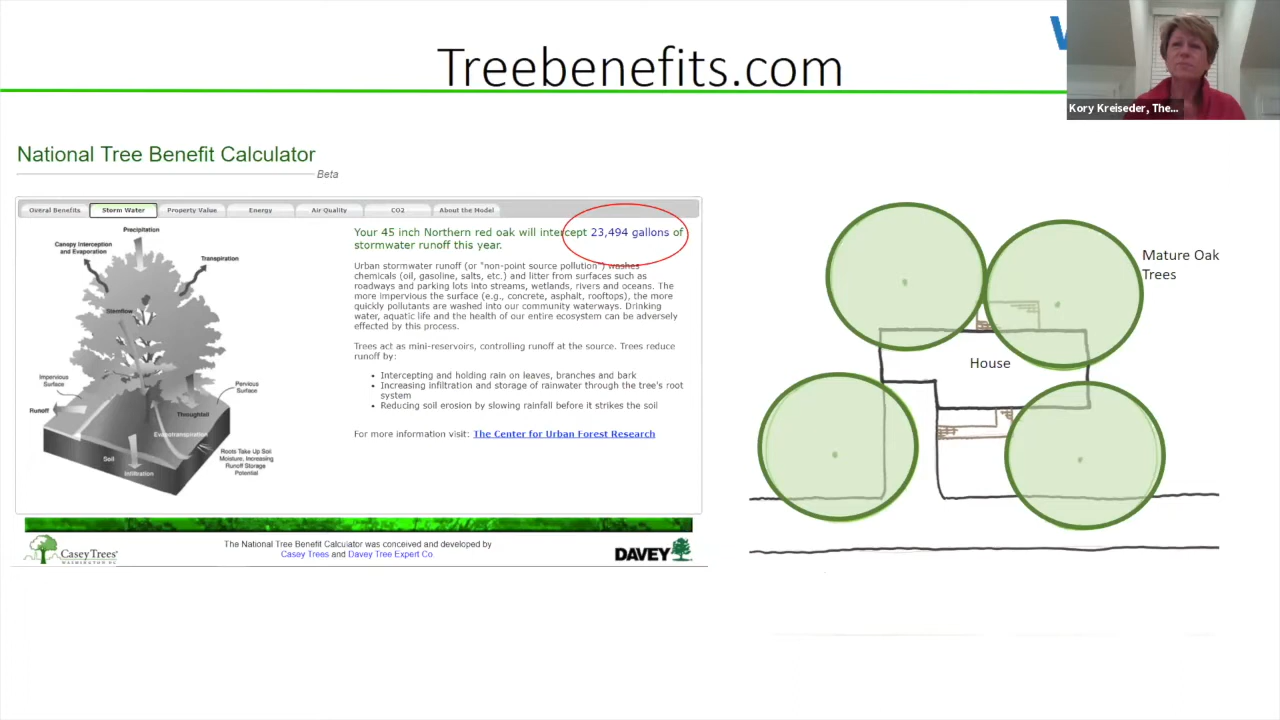 Treebenefits.com
Kory Kreiseder, The...
National Tree Benefit Calculator
Beta
Overal Benefits
Storm Water
Property Value
Energy
Air Quality
CO2
About the Model
Precipitation
Canopy Interception
and Evaporation
Transpiration
Stemflow
Impervious
Surface
Pervious
Surface
Runoff
Throughfall
Evapotranspiration
Soil
Infiltration
Roots Take Up Soil
Moisture, Increasing
Runoff Storage
Potential
Your 45 inch Northern red oak will intercept 23,494 gallons of
stormwater runoff this year.
Urban stormwater runoff (or "non-point source pollution") washes
chemicals (oil, gasoline, salts, etc.) and litter from surfaces such as
roadways and parking lots into streams, wetlands, rivers and oceans. The
more impervious the surface (e.g., concrete, asphalt, rooftops), the more
quickly pollutants are washed into our community waterways. Drinking
water, aquatic life and the health of our entire ecosystem can be adversely
effected by this process.
Trees act as mini-reservoirs, controlling runoff at the source. Trees reduce
runoff by:
• Intercepting and holding rain on leaves, branches and bark
• Increasing infiltration and storage of rainwater through the tree's root
system
• Reducing soil erosion by slowing rainfall before it strikes the soil
For more information visit: The Center for Urban Forest Research
Casey Trees
WASHINGTON DC
The National Tree Benefit Calculator was conceived and developed by
Casey Trees and Davey Tree Expert Co.
DAVEY
Mature Oak
Trees
House